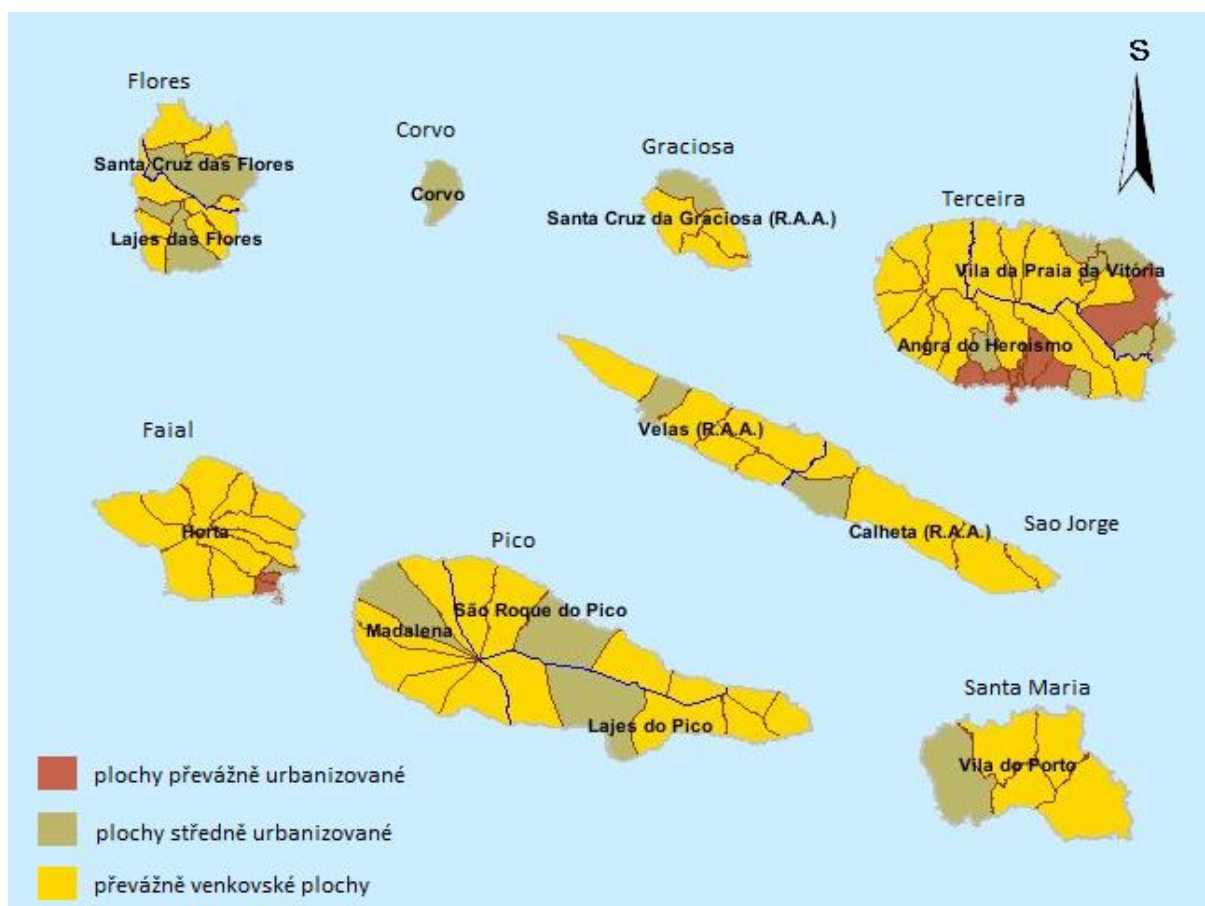 S
Flores
Corvo
Graciosa
Terceira
Santa Cruz das Flores
Corvo
Santa Cruz da Graciosa (R.A.A.)
Lajes das Flores
Vila da Praia da Vitória
Angra do Heroismo
Faial
Velas (R.A.A.)
Horta
Pico
Calheta (R.A.A.)
Sao Jorge
São Roque do Pico
Madalena
Lajes do Pico
Santa Maria
Vila do Porto
plochy převážně urbanizované
plochy středně urbanizované
převážně venkovské plochy